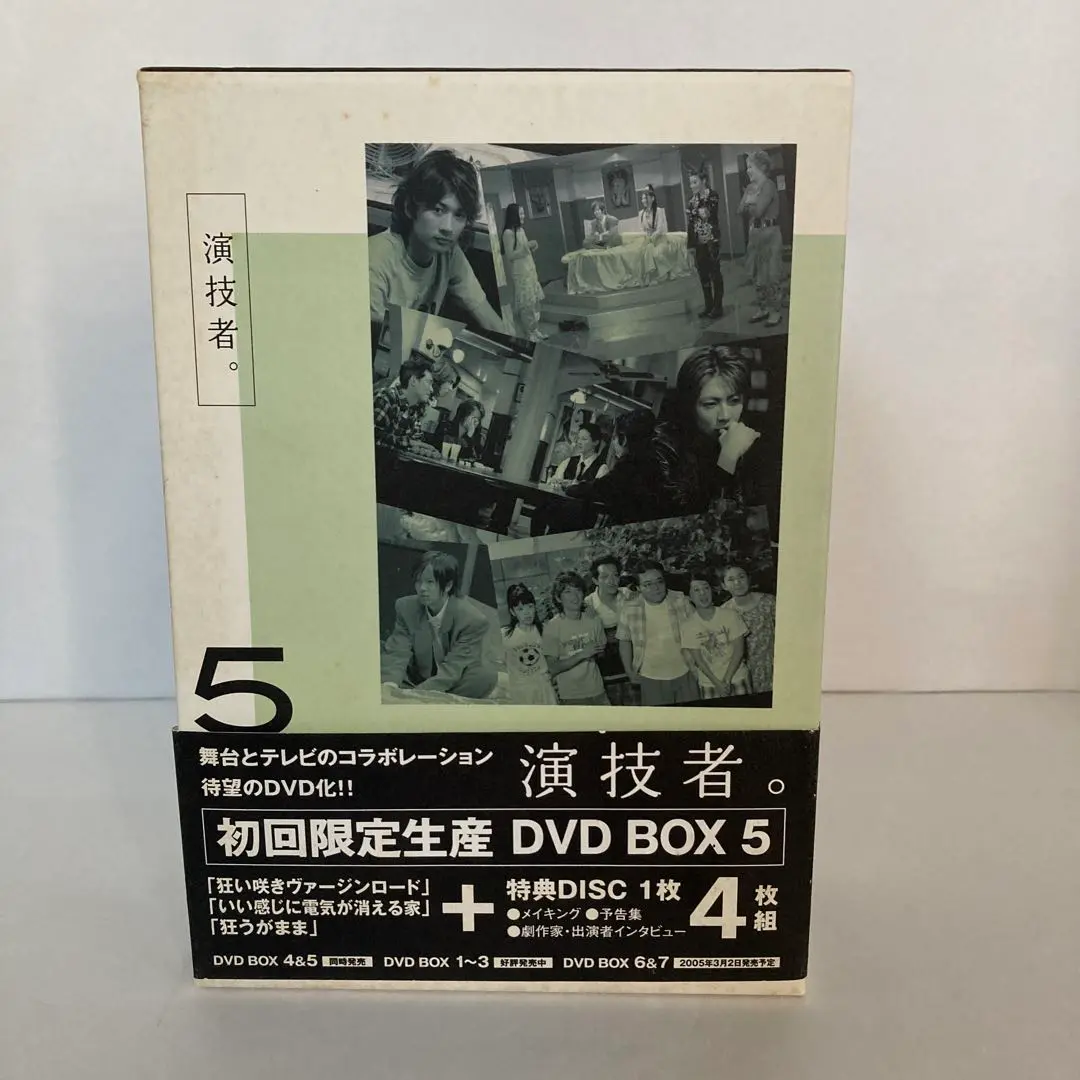 演技者。
5
舞台とテレビのコラボレーション
待望のDVD化!!
演技者。
初回限定生産 DVD BOX 5
「狂い咲きヴァージンロード」
「いい感じに電気が消える家」
「狂うがまま」
+
特典DISC 1枚
●メイキング ●予告集
●劇作家・出演者インタビュー
4枚組
DVD BOX 4&5 同時発売 DVD BOX 1〜3 好評発売中 DVD BOX 6&7 2005年3月2日発売予定